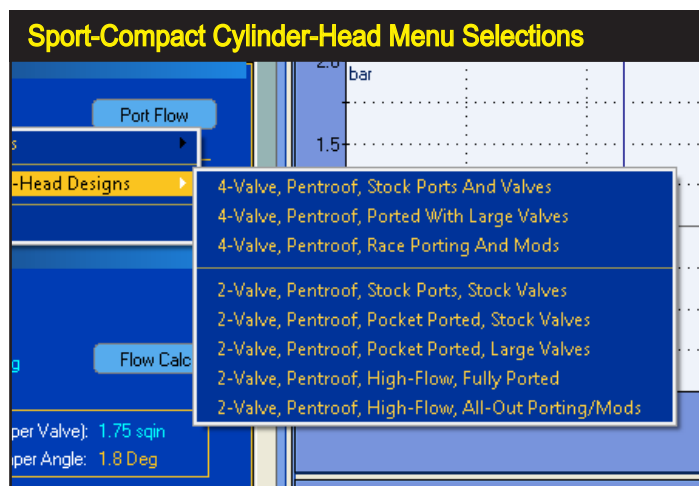 Sport-Compact Cylinder-Head Menu Selections
2.0
bar
Port Flow
1.5
s
-Head Designs
4-Valve, Pentroof, Stock Ports And Valves
4-Valve, Pentroof, Ported With Large Valves
4-Valve, Pentroof, Race Porting And Mods
2-Valve, Pentroof, Stock Ports, Stock Valves
2-Valve, Pentroof, Pocket Ported, Stock Valves
2-Valve, Pentroof, Pocket Ported, Large Valves
2-Valve, Pentroof, High-Flow, Fully Ported
2-Valve, Pentroof, High-Flow, All-Out Porting/Mods
g
Flow Calc
per Valve): 1.75 sqin
per Angle: 1.8 Deg